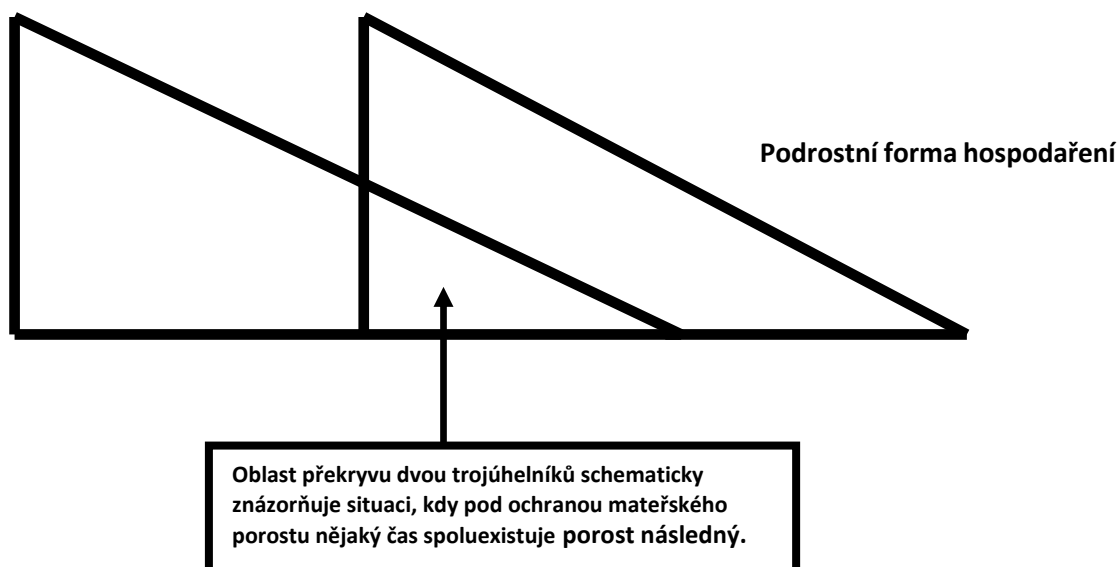 Podrostní forma hospodaření
Oblast překryvu dvou trojúhelníků schematicky
znázorňuje situaci, kdy pod ochranou mateřského
porostu nějaký čas spoluexistuje porost následný.